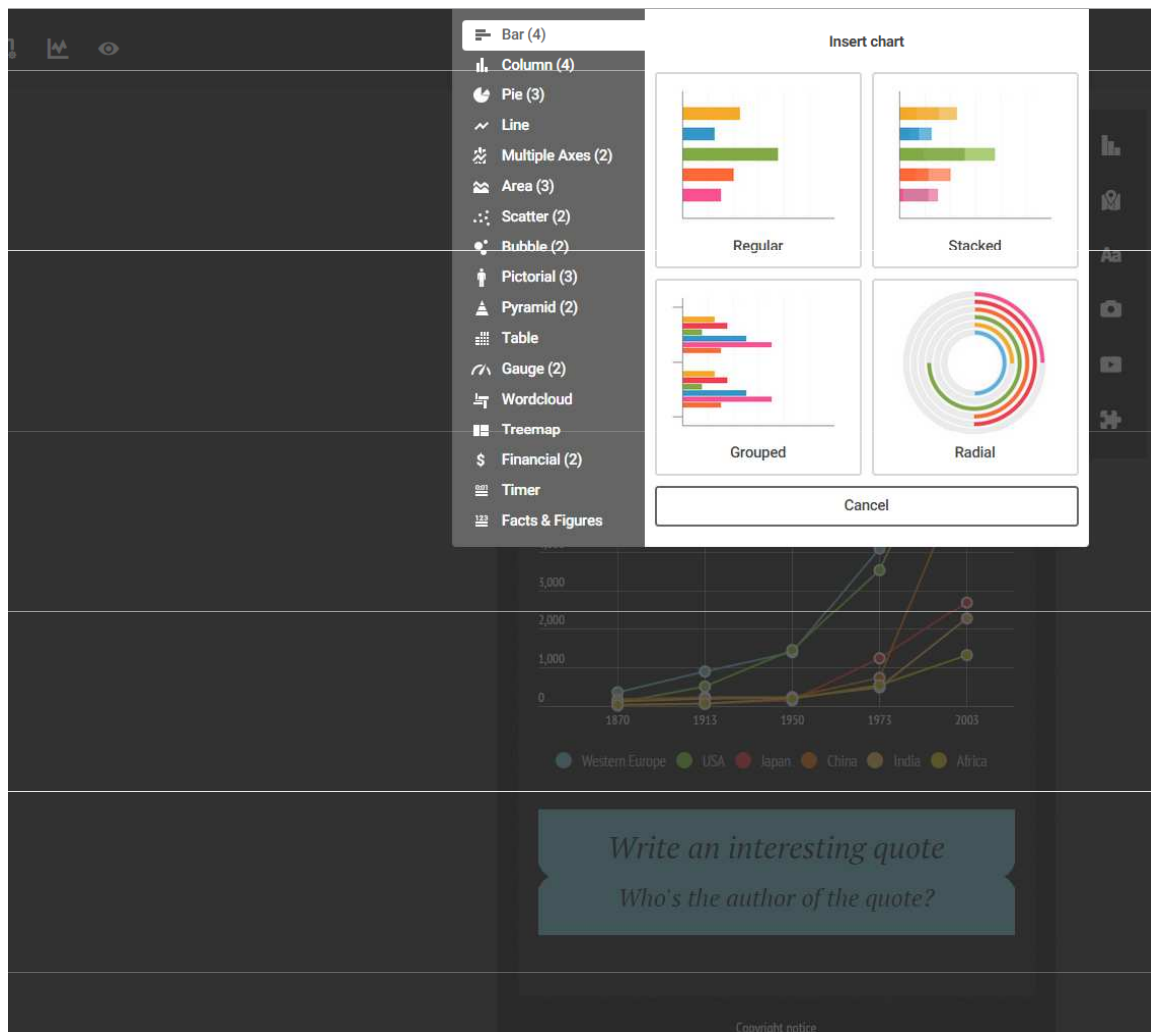 Bar (4)
Column (4)
Pie (3)
Line
Multiple Axes (2)
Area (3)
Scatter (2)
Bubble (2)
Pictorial (3)
Pyramid (2)
Table
Gauge (2)
Wordcloud
Treemap
Financial (2)
Timer
Facts & Figures
Insert chart
Regular
Stacked
Grouped
Radial
Cancel
Aa
123
3,000
2,000
1,000
0
1870 1913 1950 1973 2003
Western Europe USA Japan China India Africa
Write an interesting quote
Who's the author of the quote?
Copyright notice